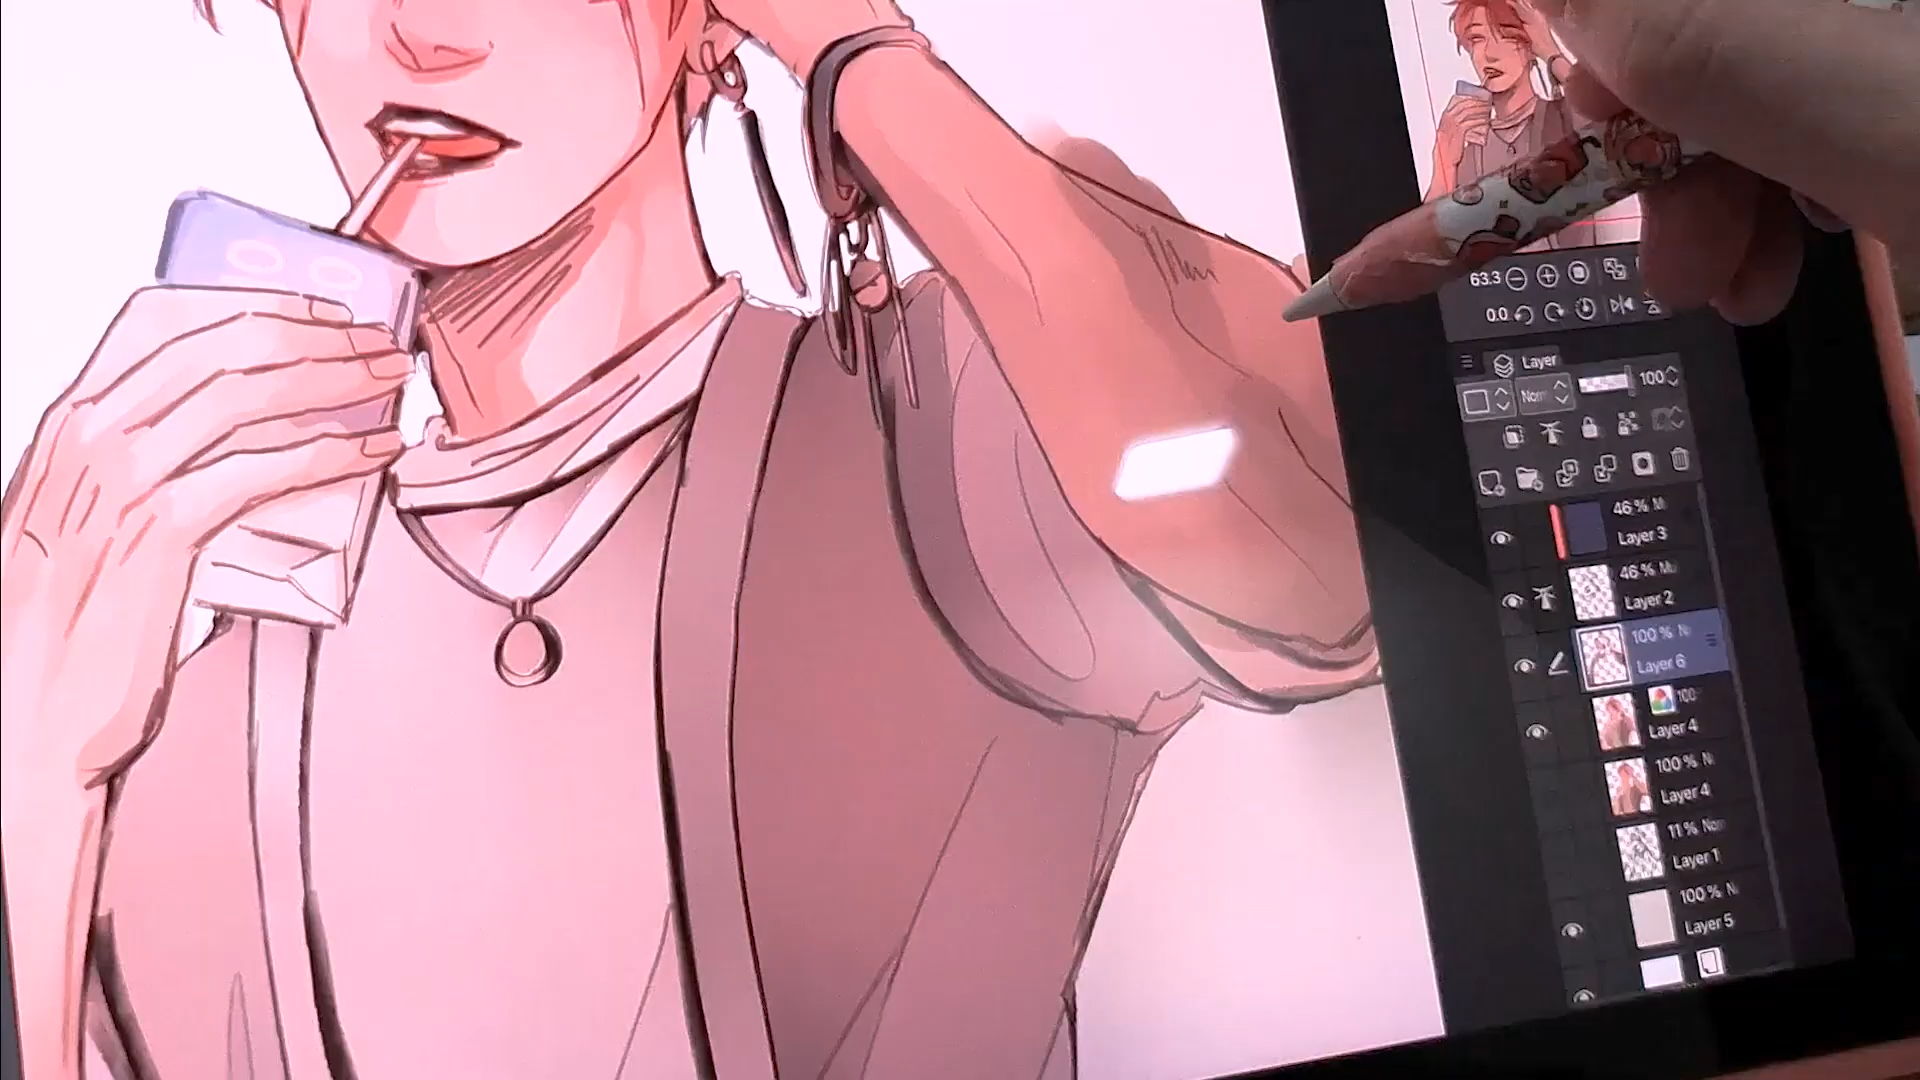 63.3
0.0
Layer
Nor 100
46 % M
Layer 3
46 % Mu
Layer 2
100 % N
Layer 6
100
Layer 4
100 % N
Layer 4
11 % Nor
Layer 1
100 % N
Layer 5